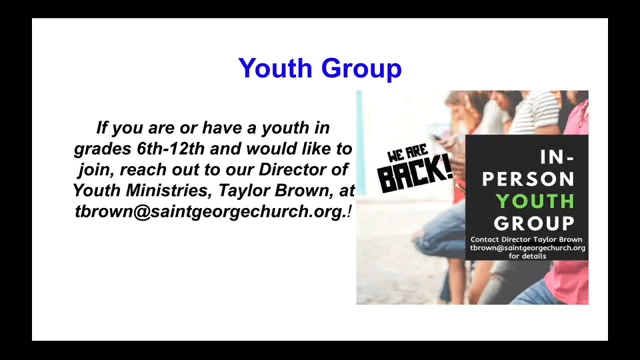 Youth Group
If you are or have a youth in
grades 6th-12th and would like to
join, reach out to our Director of
Youth Ministries, Taylor Brown, at
tbrown@saintgeorgechurch.org.!
WE ARE
BACK!
IN-
PERSON
YOUTH
GROUP
Contact Director Taylor Brown
tbrown@saintgeorgechurch.org
for details